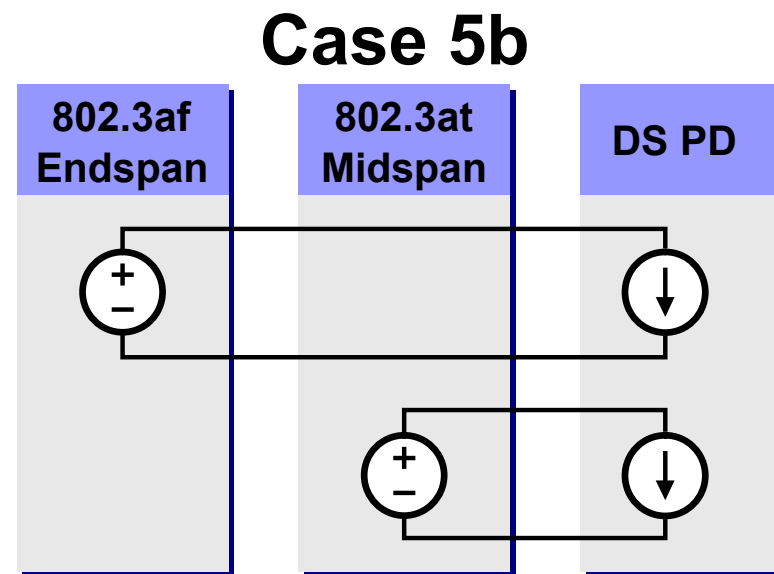 Case 5b
802.3af
Endspan
802.3at
Midspan
DS PD
+
−
+
−